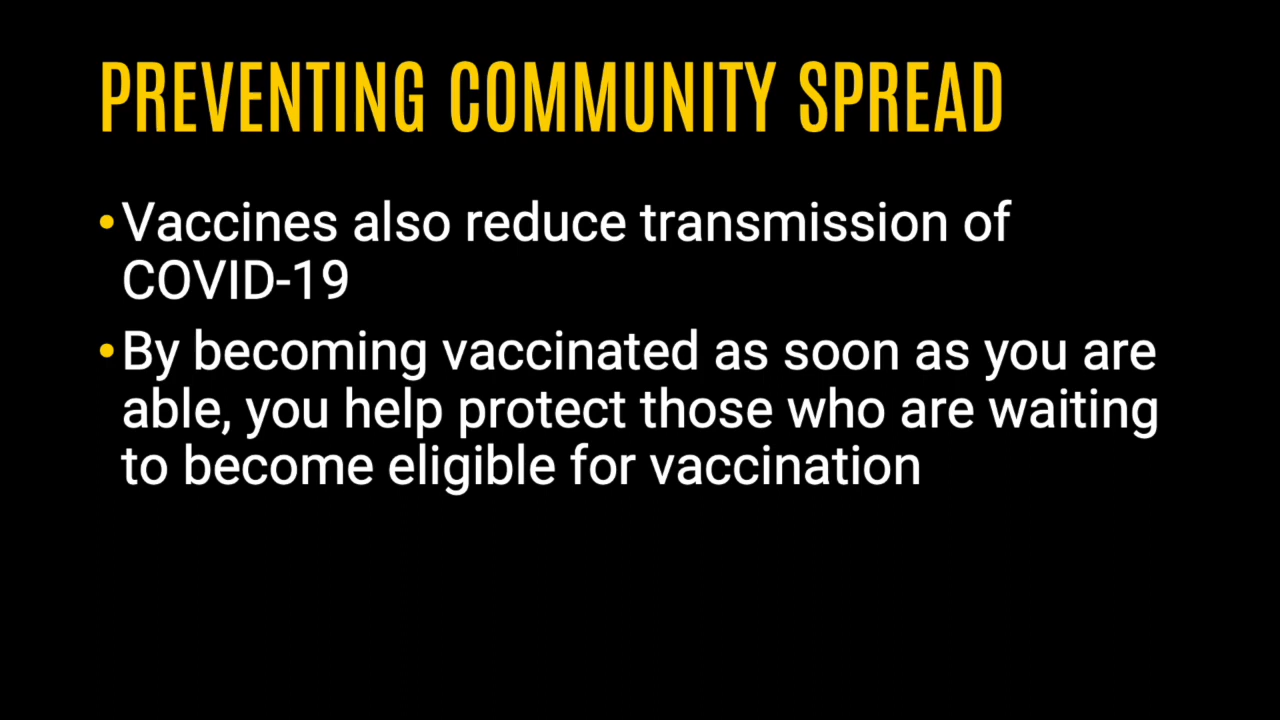 PREVENTING COMMUNITY SPREAD
•Vaccines also reduce transmission of
COVID-19
•By becoming vaccinated as soon as you are
able, you help protect those who are waiting
to become eligible for vaccination